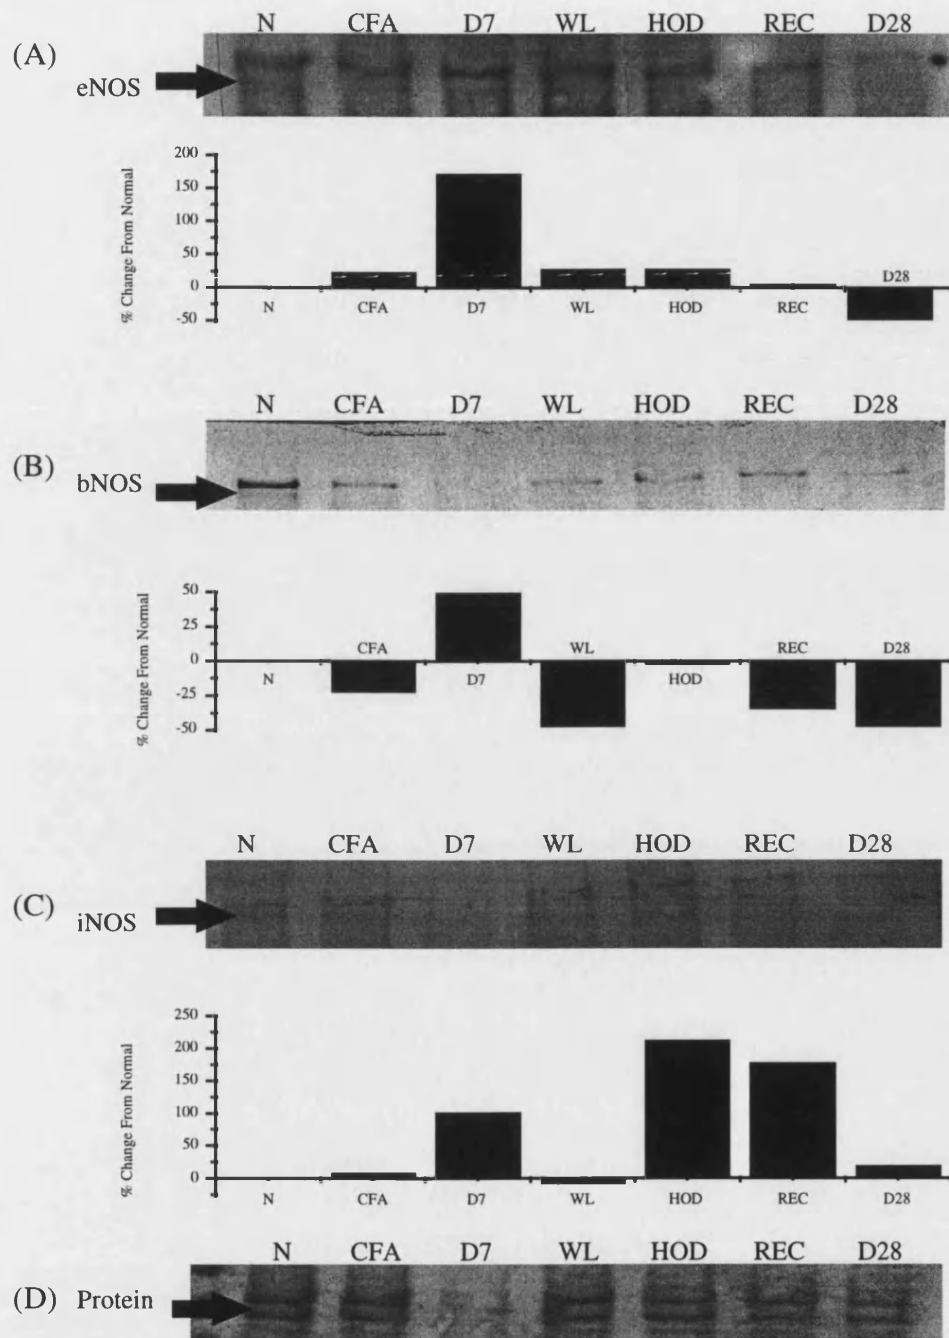 N CFA D7 WL HOD REC D28
(A)
eNOS
% Change From Normal
200
150
100
50
0
-50
N CFA D7 WL HOD REC D28
N CFA D7 WL HOD REC D28
(B)
bNOS
% Change From Normal
50
25
0
-25
-50
N CFA D7 WL HOD REC D28
N CFA D7 WL HOD REC D28
(C)
iNOS
% Change From Normal
250
200
150
100
50
0
N CFA D7 WL HOD REC D28
N CFA D7 WL HOD REC D28
(D) Protein